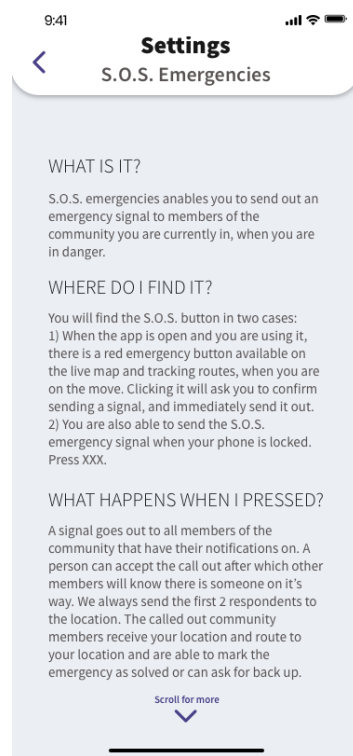 9:41
Settings
S.O.S. Emergencies
WHAT IS IT?
S.O.S. emergencies anables you to send out an
emergency signal to members of the
community you are currently in, when you are
in danger.
WHERE DO I FIND IT?
You will find the S.O.S. button in two cases:
1) When the app is open and you are using it,
there is a red emergency button available on
the live map and tracking routes, when you are
on the move. Clicking it will ask you to confirm
sending a signal, and immediately send it out.
2) You are also able to send the S.O.S.
emergency signal when your phone is locked.
Press XXX.
WHAT HAPPENS WHEN I PRESSED?
A signal goes out to all members of the
community that have their notifications on. A
person can accept the call out after which other
members will know there is someone on it’s
way. We always send the first 2 respondents to
the location. The called out community
members receive your location and route to
your location and are able to mark the
emergency as solved or can ask for back up.
Scroll for more